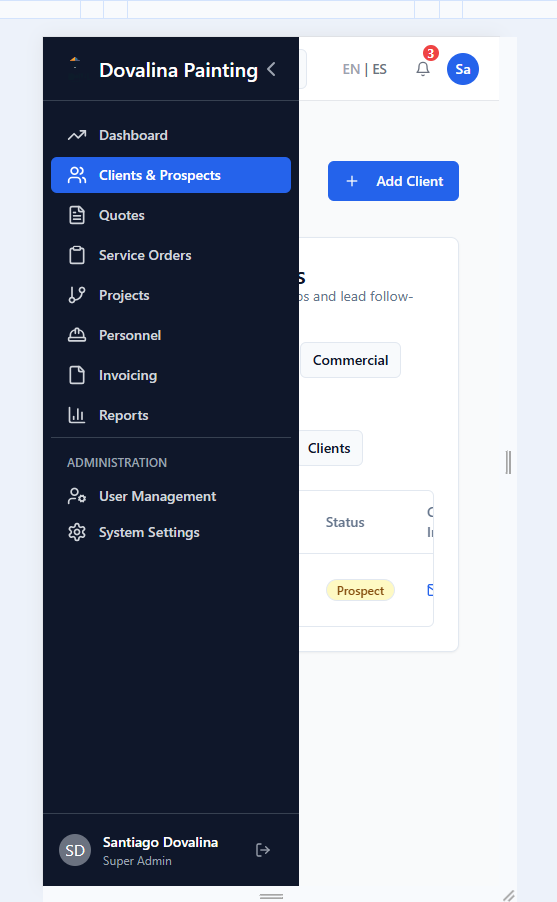 Dovalina Painting
EN | ES
3
Sa
Dashboard
Clients & Prospects
Add Client
Quotes
Service Orders
Projects
and lead follow-
Personnel
Commercial
Invoicing
Reports
Clients
ADMINISTRATION
User Management
Status
System Settings
Prospect
SD
Santiago Dovalina
Super Admin